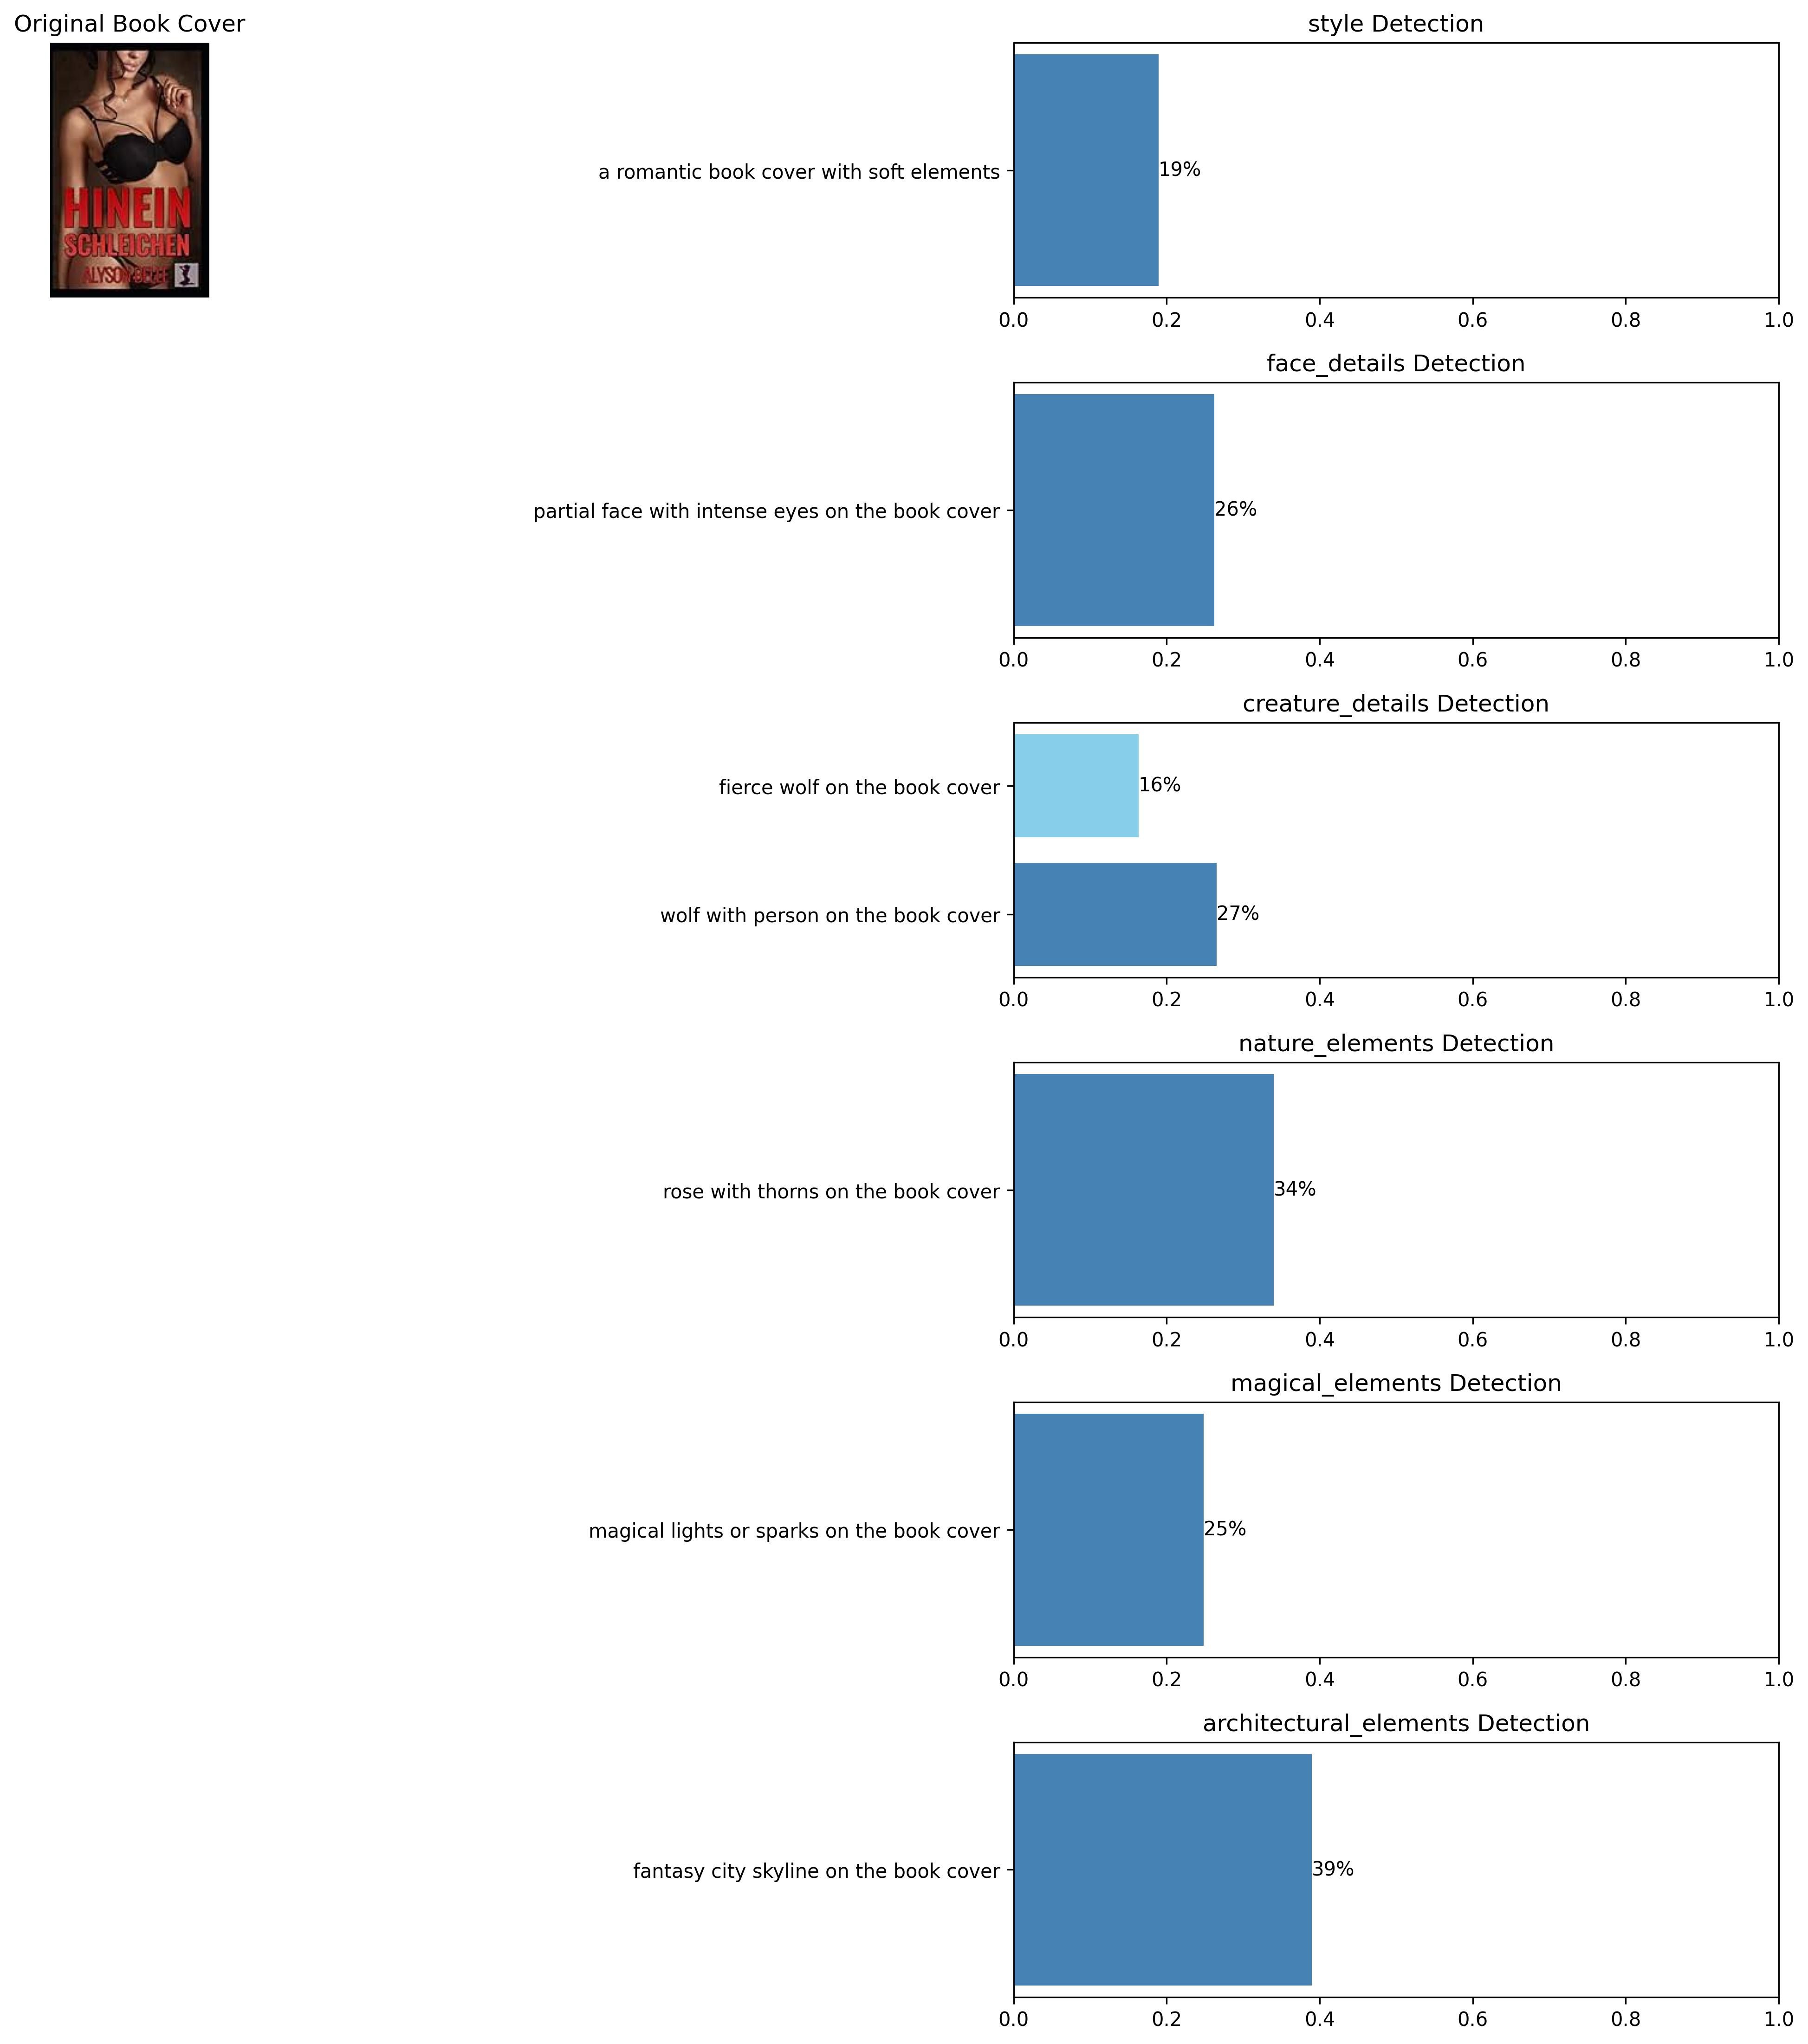 Original Book Cover
HINEIN
SCHLEICHEN
ALYSON BELLE
style Detection
a romantic book cover with soft elements
19%
0.0 0.2 0.4 0.6 0.8 1.0
face_details Detection
partial face with intense eyes on the book cover
26%
0.0 0.2 0.4 0.6 0.8 1.0
creature_details Detection
fierce wolf on the book cover
16%
wolf with person on the book cover
27%
0.0 0.2 0.4 0.6 0.8 1.0
nature_elements Detection
rose with thorns on the book cover
34%
0.0 0.2 0.4 0.6 0.8 1.0
magical_elements Detection
magical lights or sparks on the book cover
25%
0.0 0.2 0.4 0.6 0.8 1.0
architectural_elements Detection
fantasy city skyline on the book cover
39%
0.0 0.2 0.4 0.6 0.8 1.0